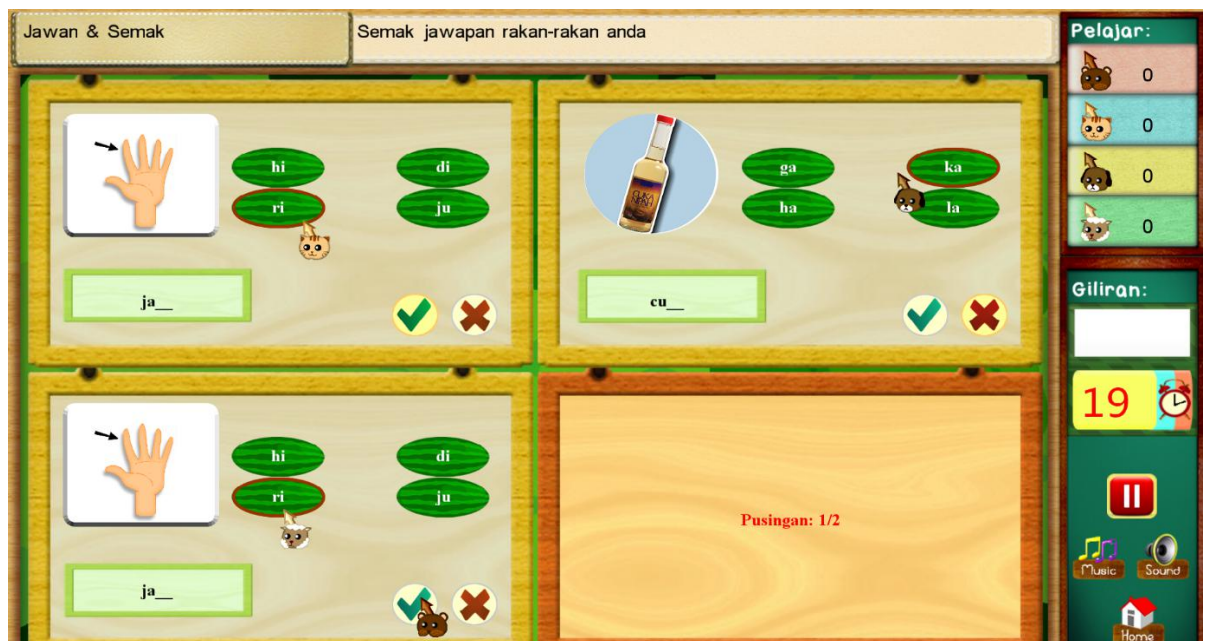 Jawan & Semak
Semak jawapan rakan-rakan anda
Pelajar:
0
0
0
0
hi
di
ri
ju
ja__
ga
ka
ha
la
cu__
CUKA
Giliran:
19
hi
di
ri
ju
ja__
Pusingan: 1/2
Music
Sound
Home